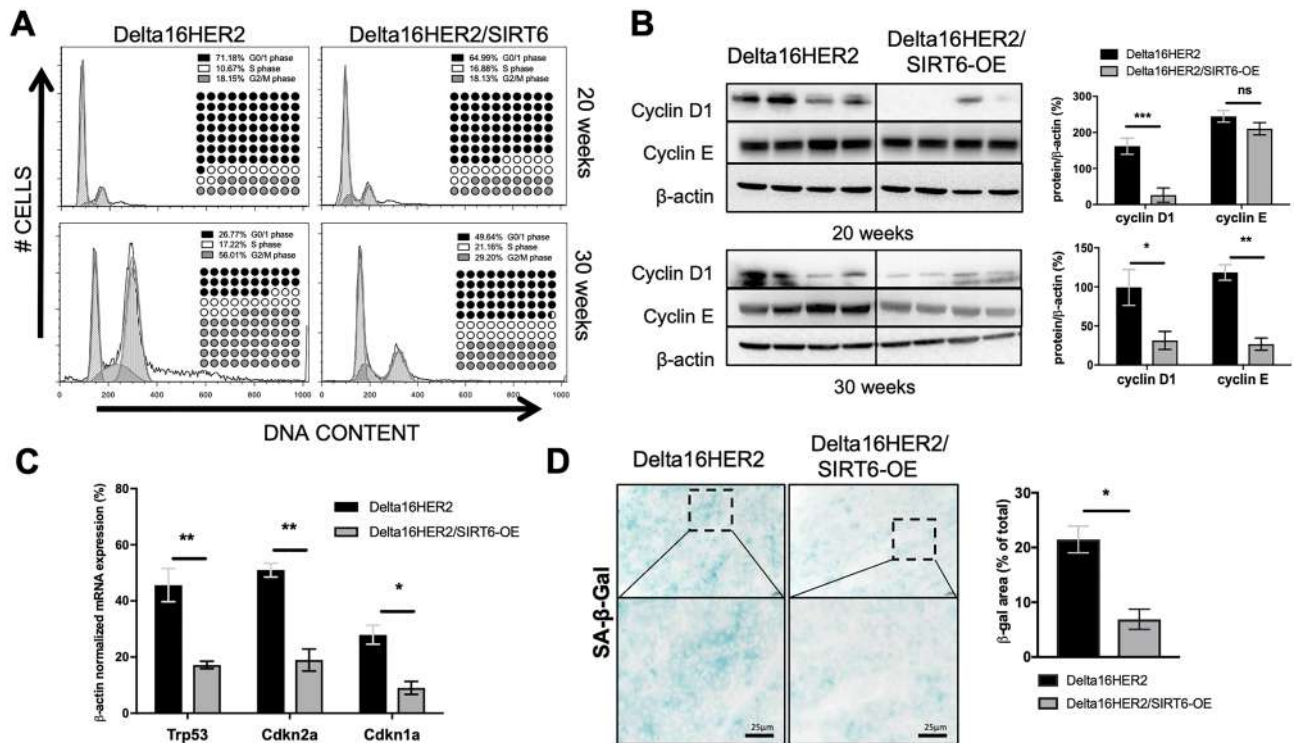 A
Delta16HER2
Delta16HER2/SIRT6
# CELLS
71.18% G0/1 phase
10.67% S phase
18.15% G2/M phase
64.99% G0/1 phase
16.88% S phase
18.13% G2/M phase
20 weeks
26.77% G0/1 phase
17.22% S phase
56.01% G2/M phase
49.64% G0/1 phase
21.16% S phase
29.20% G2/M phase
30 weeks
0 200 400 600 800 1000
0 200 400 600 800 1000
DNA CONTENT
B
Delta16HER2
Delta16HER2/
SIRT6-OE
Cyclin D1
Cyclin E
β-actin
20 weeks
Cyclin D1
Cyclin E
β-actin
30 weeks
Delta16HER2
Delta16HER2/SIRT6-OE
protein/β-actin (%)
300
200
100
0
***
ns
cyclin D1
cyclin E
protein/β-actin (%)
150
100
50
0
*
**
cyclin D1
cyclin E
C
β-actin normalized mRNA expression (%)
80
60
40
20
0
Delta16HER2
Delta16HER2/SIRT6-OE
**
**
*
Trp53
Cdkn2a
Cdkn1a
D
Delta16HER2
Delta16HER2/
SIRT6-OE
SA-β-Gal
25µm
25µm
β-gal area (% of total)
30
20
10
0
*
Delta16HER2
Delta16HER2/SIRT6-OE